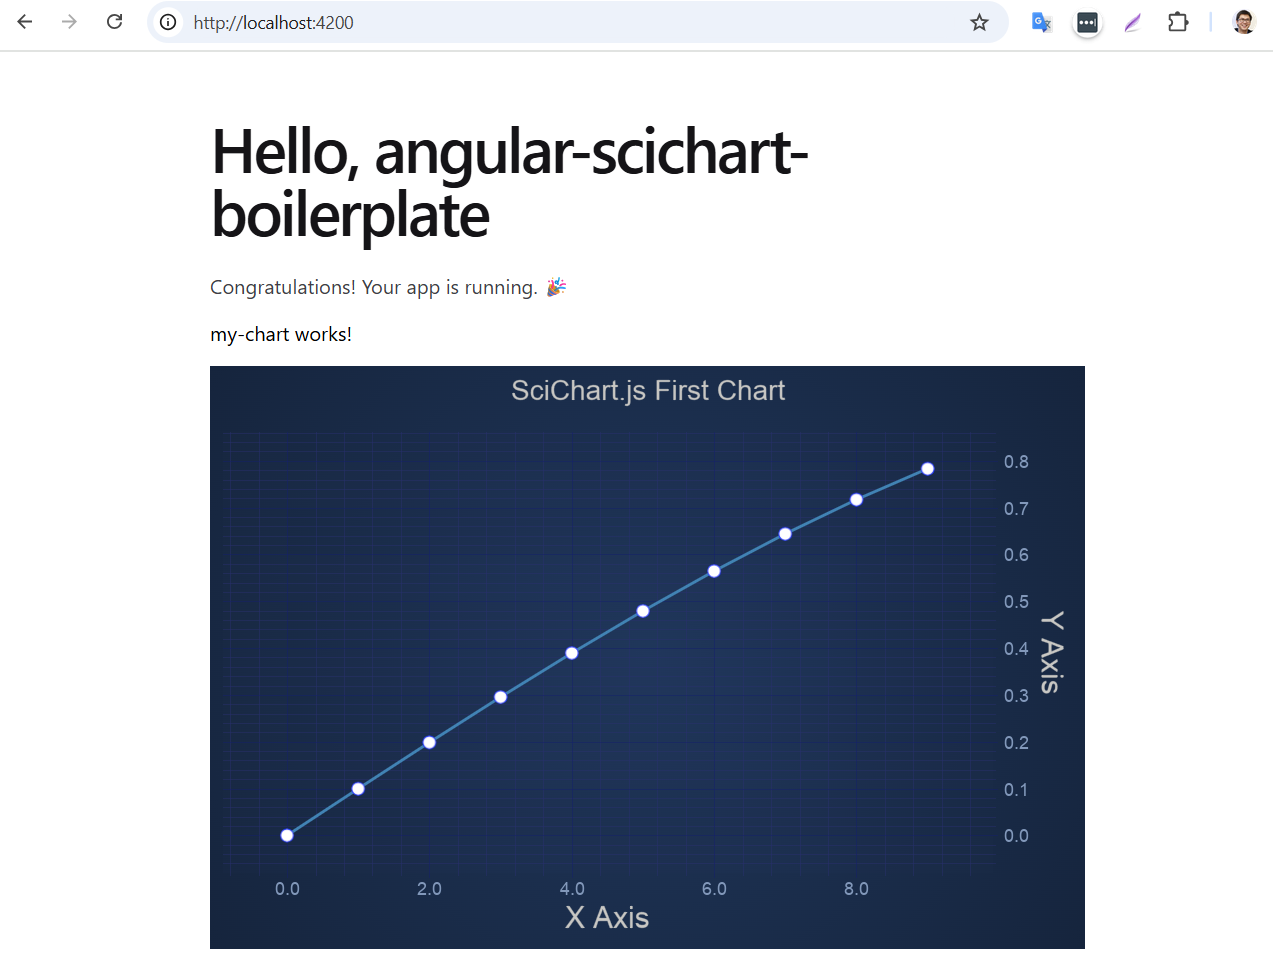 http://localhost:4200
Hello, angular-scichart-
boilerplate
Congratulations! Your app is running. 🎉
my-chart works!
SciChart.js First Chart
0.8
0.7
0.6
0.5
0.4
0.3
0.2
0.1
0.0
Y Axis
0.0 2.0 4.0 6.0 8.0
X Axis